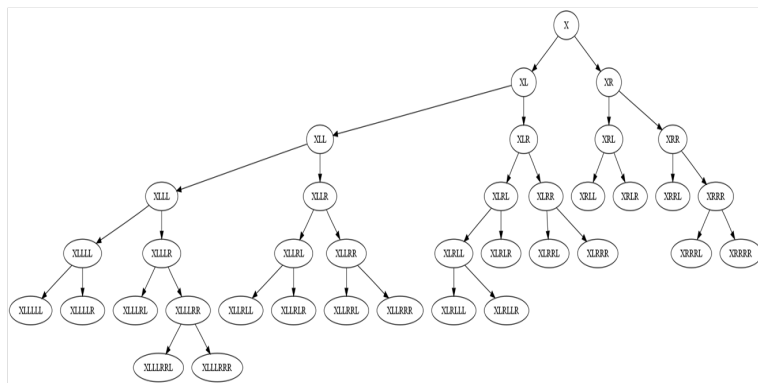 X
XL XR
XLL XLR XRL XRR
XLLL XLLR XLRL XLRR XRLL XRLR XRRL XRRR
XLLLL XLLLR XLLRL XLLRR XLRLL XLRLR XLRRL XLRRR XRRRL XRRRR
XLLLLL XLLLLR XLLLRL XLLLRR XLLRLL XLLRLR XLLRRL XLLRRR XLRLLL XLRLLR
XLLLRRL XLLLRRR